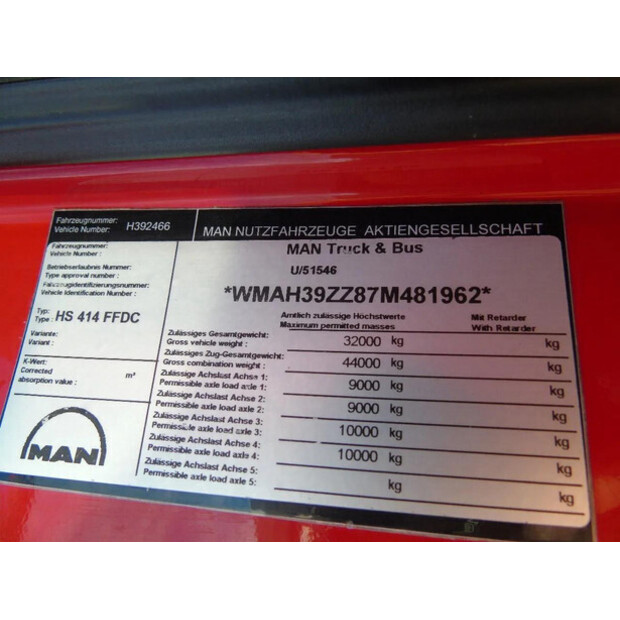 Fahrzeugnummer:
Vehicle Number: H392466
MAN NUTZFAHRZEUGE AKTIENGESELLSCHAFT
Fahrzeugnummer:
Vehicle Number :
MAN Truck & Bus
Betriebserlaubnis Nummer:
Type approval number :
U/51546
Fahrzeugidentifizierungsnummer:
Vehicle Identification Number :
*WMAH39ZZ87M481962*
Typ:
Type : HS 414 FFDC
Amtlich zulässige Höchstwerte Mit Retarder
Maximum permitted masses With Retarder
Variante:
Variant :
Zulässiges Gesamtgewicht:
Gross vehicle weight : 32000 kg kg
Zulässiges Zug-Gesamtgewicht:
Gross combination weight : 44000 kg kg
K-Wert:
Corrected
absorption value : m²
Zulässige Achslast Achse 1:
Permissible axle load axle 1: 9000 kg kg
Zulässige Achslast Achse 2:
Permissible axle load axle 2: 9000 kg kg
Zulässige Achslast Achse 3:
Permissible axle load axle 3: 10000 kg kg
Zulässige Achslast Achse 4:
Permissible axle load axle 4: 10000 kg kg
Zulässige Achslast Achse 5:
Permissible axle load axle 5: kg kg
MAN